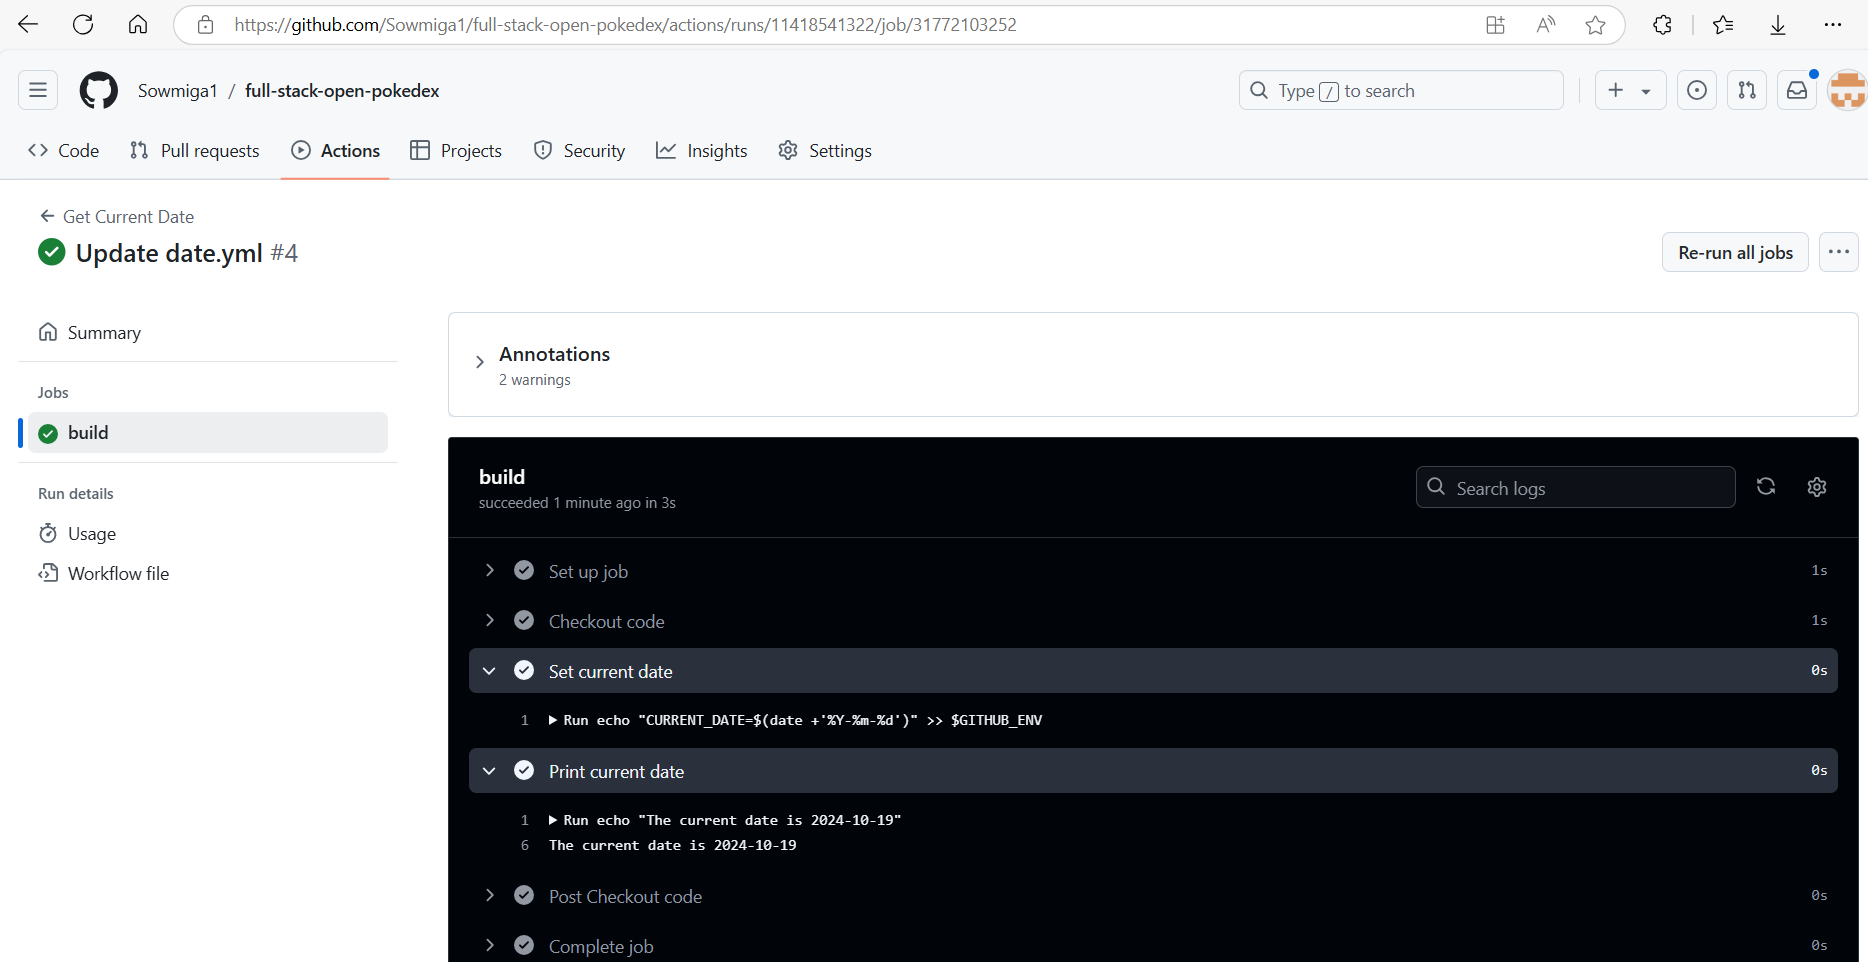 https://github.com/Sowmiga1/full-stack-open-pokedex/actions/runs/11418541322/job/31772103252
Sowmiga1 / full-stack-open-pokedex
Type / to search
Code Pull requests Actions Projects Security Insights Settings
Get Current Date
Update date.yml #4
Re-run all jobs
Summary
Jobs
build
Run details
Usage
Workflow file
Annotations
2 warnings
build
succeeded 1 minute ago in 3s
Search logs
Set up job 1s
Checkout code 1s
Set current date 0s
1 Run echo "CURRENT_DATE=$(date +'%Y-%m-%d')" >> $GITHUB_ENV
Print current date 0s
1 Run echo "The current date is 2024-10-19"
6 The current date is 2024-10-19
Post Checkout code 0s
Complete job 0s